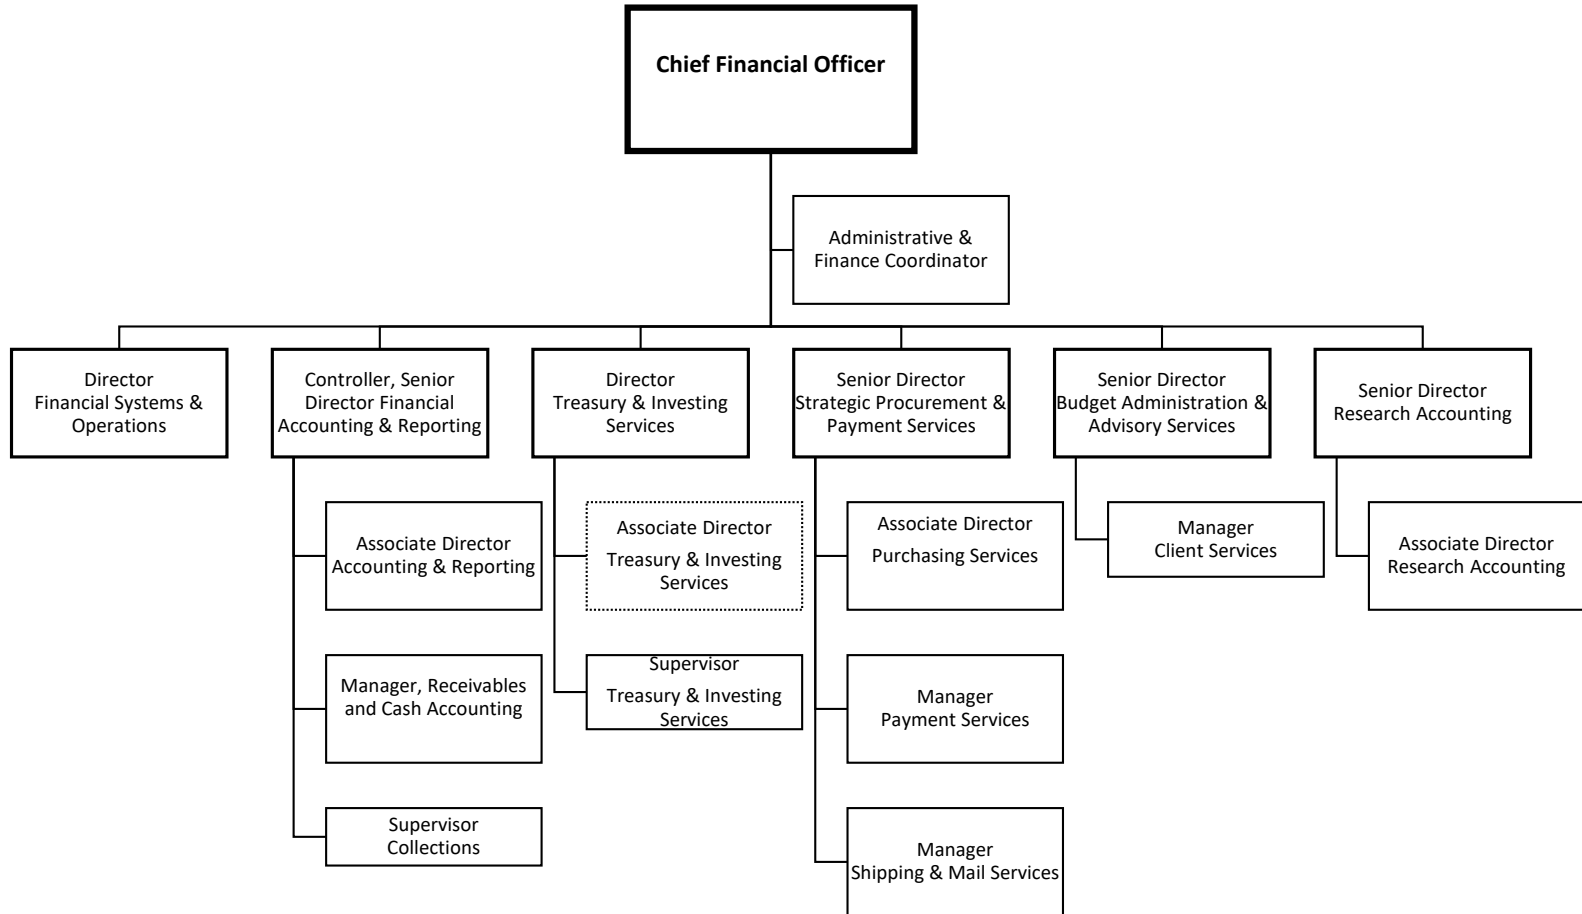 Chief Financial Officer
Administrative &
Finance Coordinator
Director
Financial Systems &
Operations
Controller, Senior
Director Financial
Accounting & Reporting
Director
Treasury & Investing
Services
Senior Director
Strategic Procurement &
Payment Services
Senior Director
Budget Administration &
Advisory Services
Senior Director
Research Accounting
Associate Director
Accounting & Reporting
Manager, Receivables
and Cash Accounting
Supervisor
Collections
Associate Director
Treasury & Investing
Services
Supervisor
Treasury & Investing
Services
Associate Director
Purchasing Services
Manager
Payment Services
Manager
Shipping & Mail Services
Manager
Client Services
Associate Director
Research Accounting